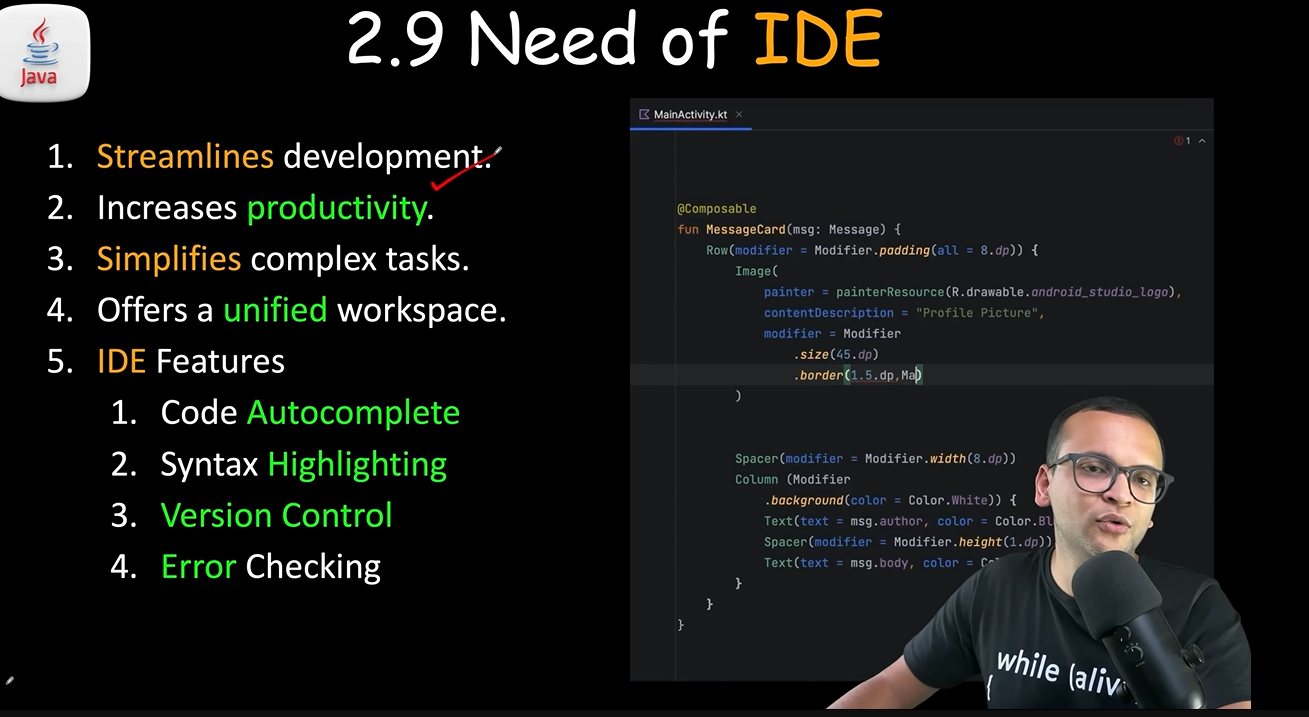 Java
2.9 Need of IDE
1. Streamlines development.
2. Increases productivity.
3. Simplifies complex tasks.
4. Offers a unified workspace.
5. IDE Features
1. Code Autocomplete
2. Syntax Highlighting
3. Version Control
4. Error Checking
MainActivity.kt
1
@Composable
fun MessageCard(msg: Message) {
Row(modifier = Modifier.padding(all = 8.dp)) {
Image(
painter = painterResource(R.drawable.android_studio_logo),
contentDescription = "Profile Picture",
modifier = Modifier
.size(45.dp)
.border(1.5.dp,Ma)
)
Spacer(modifier = Modifier.width(8.dp))
Column (Modifier
.background(color = Color.White)) {
Text(text = msg.author, color = Color.Bl
Spacer(modifier = Modifier.height(1.dp))
Text(text = msg.body, color = Co
}
}
}
while (aliv
{